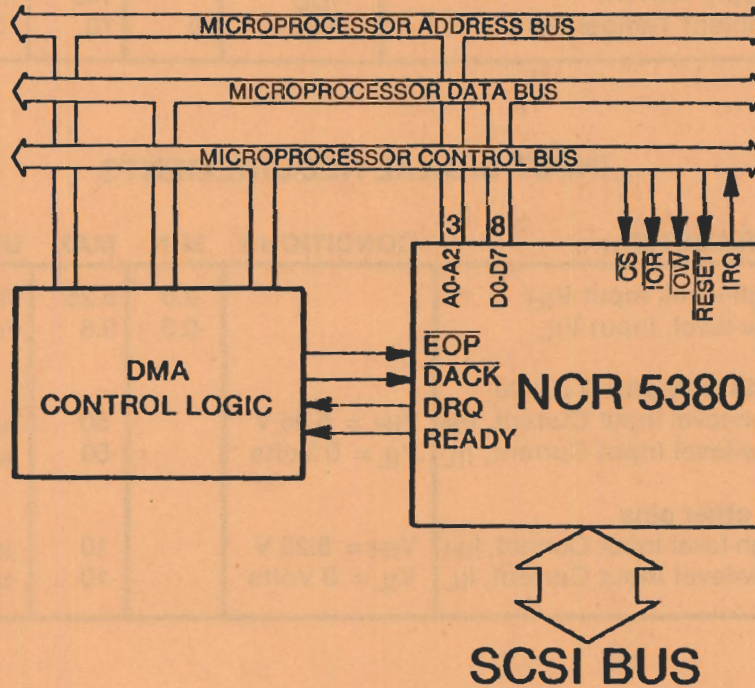 MICROPROCESSOR ADDRESS BUS
MICROPROCESSOR DATA BUS
MICROPROCESSOR CONTROL BUS
3 8
A0-A2 D0-D7 CS IOR IOW RESET IRQ
EOP
DACK
DRQ
READY
DMA
CONTROL LOGIC
NCR 5380
SCSI BUS